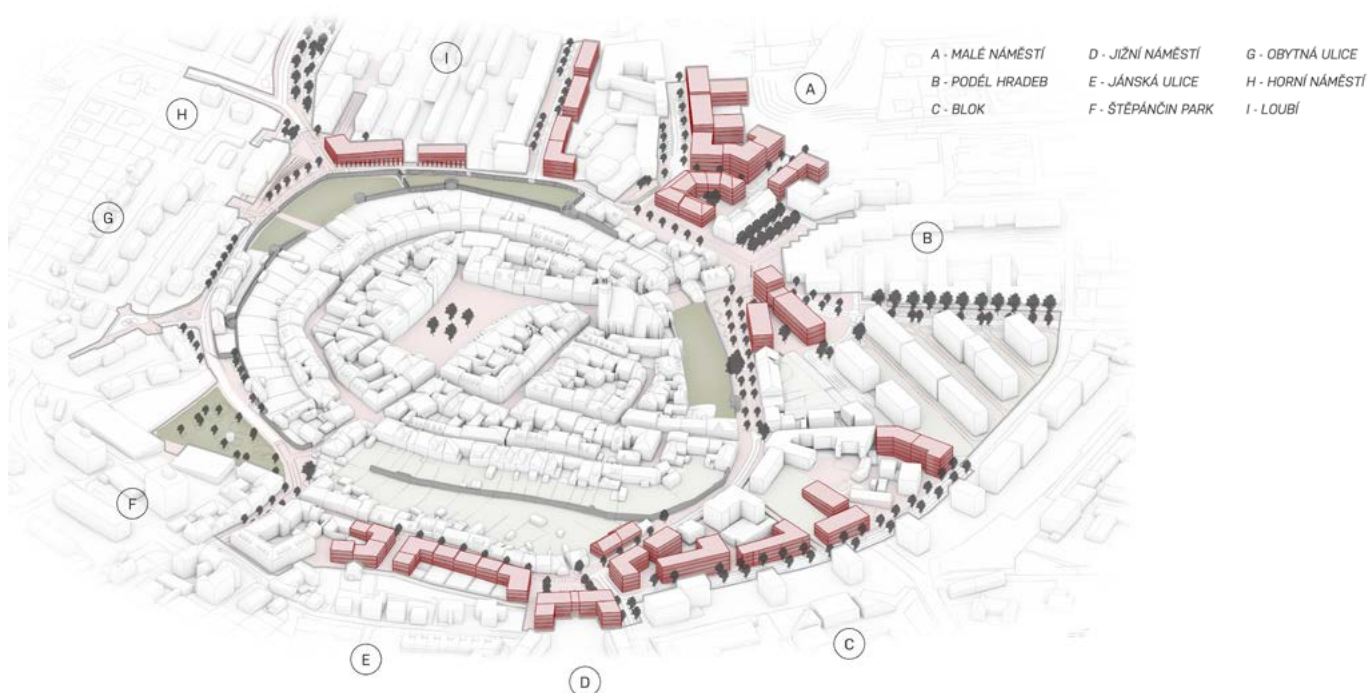 A - MALÉ NÁMĚSTÍ
B - PODÉL HRADEB
C - BLOK
D - JIŽNÍ NÁMĚSTÍ
E - JÁNSKÁ ULICE
F - ŠTĚPÁNČIN PARK
G - OBYTNÁ ULICE
H - HORNÍ NÁMĚSTÍ
I - LOUBÍ
I
A
H
G
B
F
E
D
C